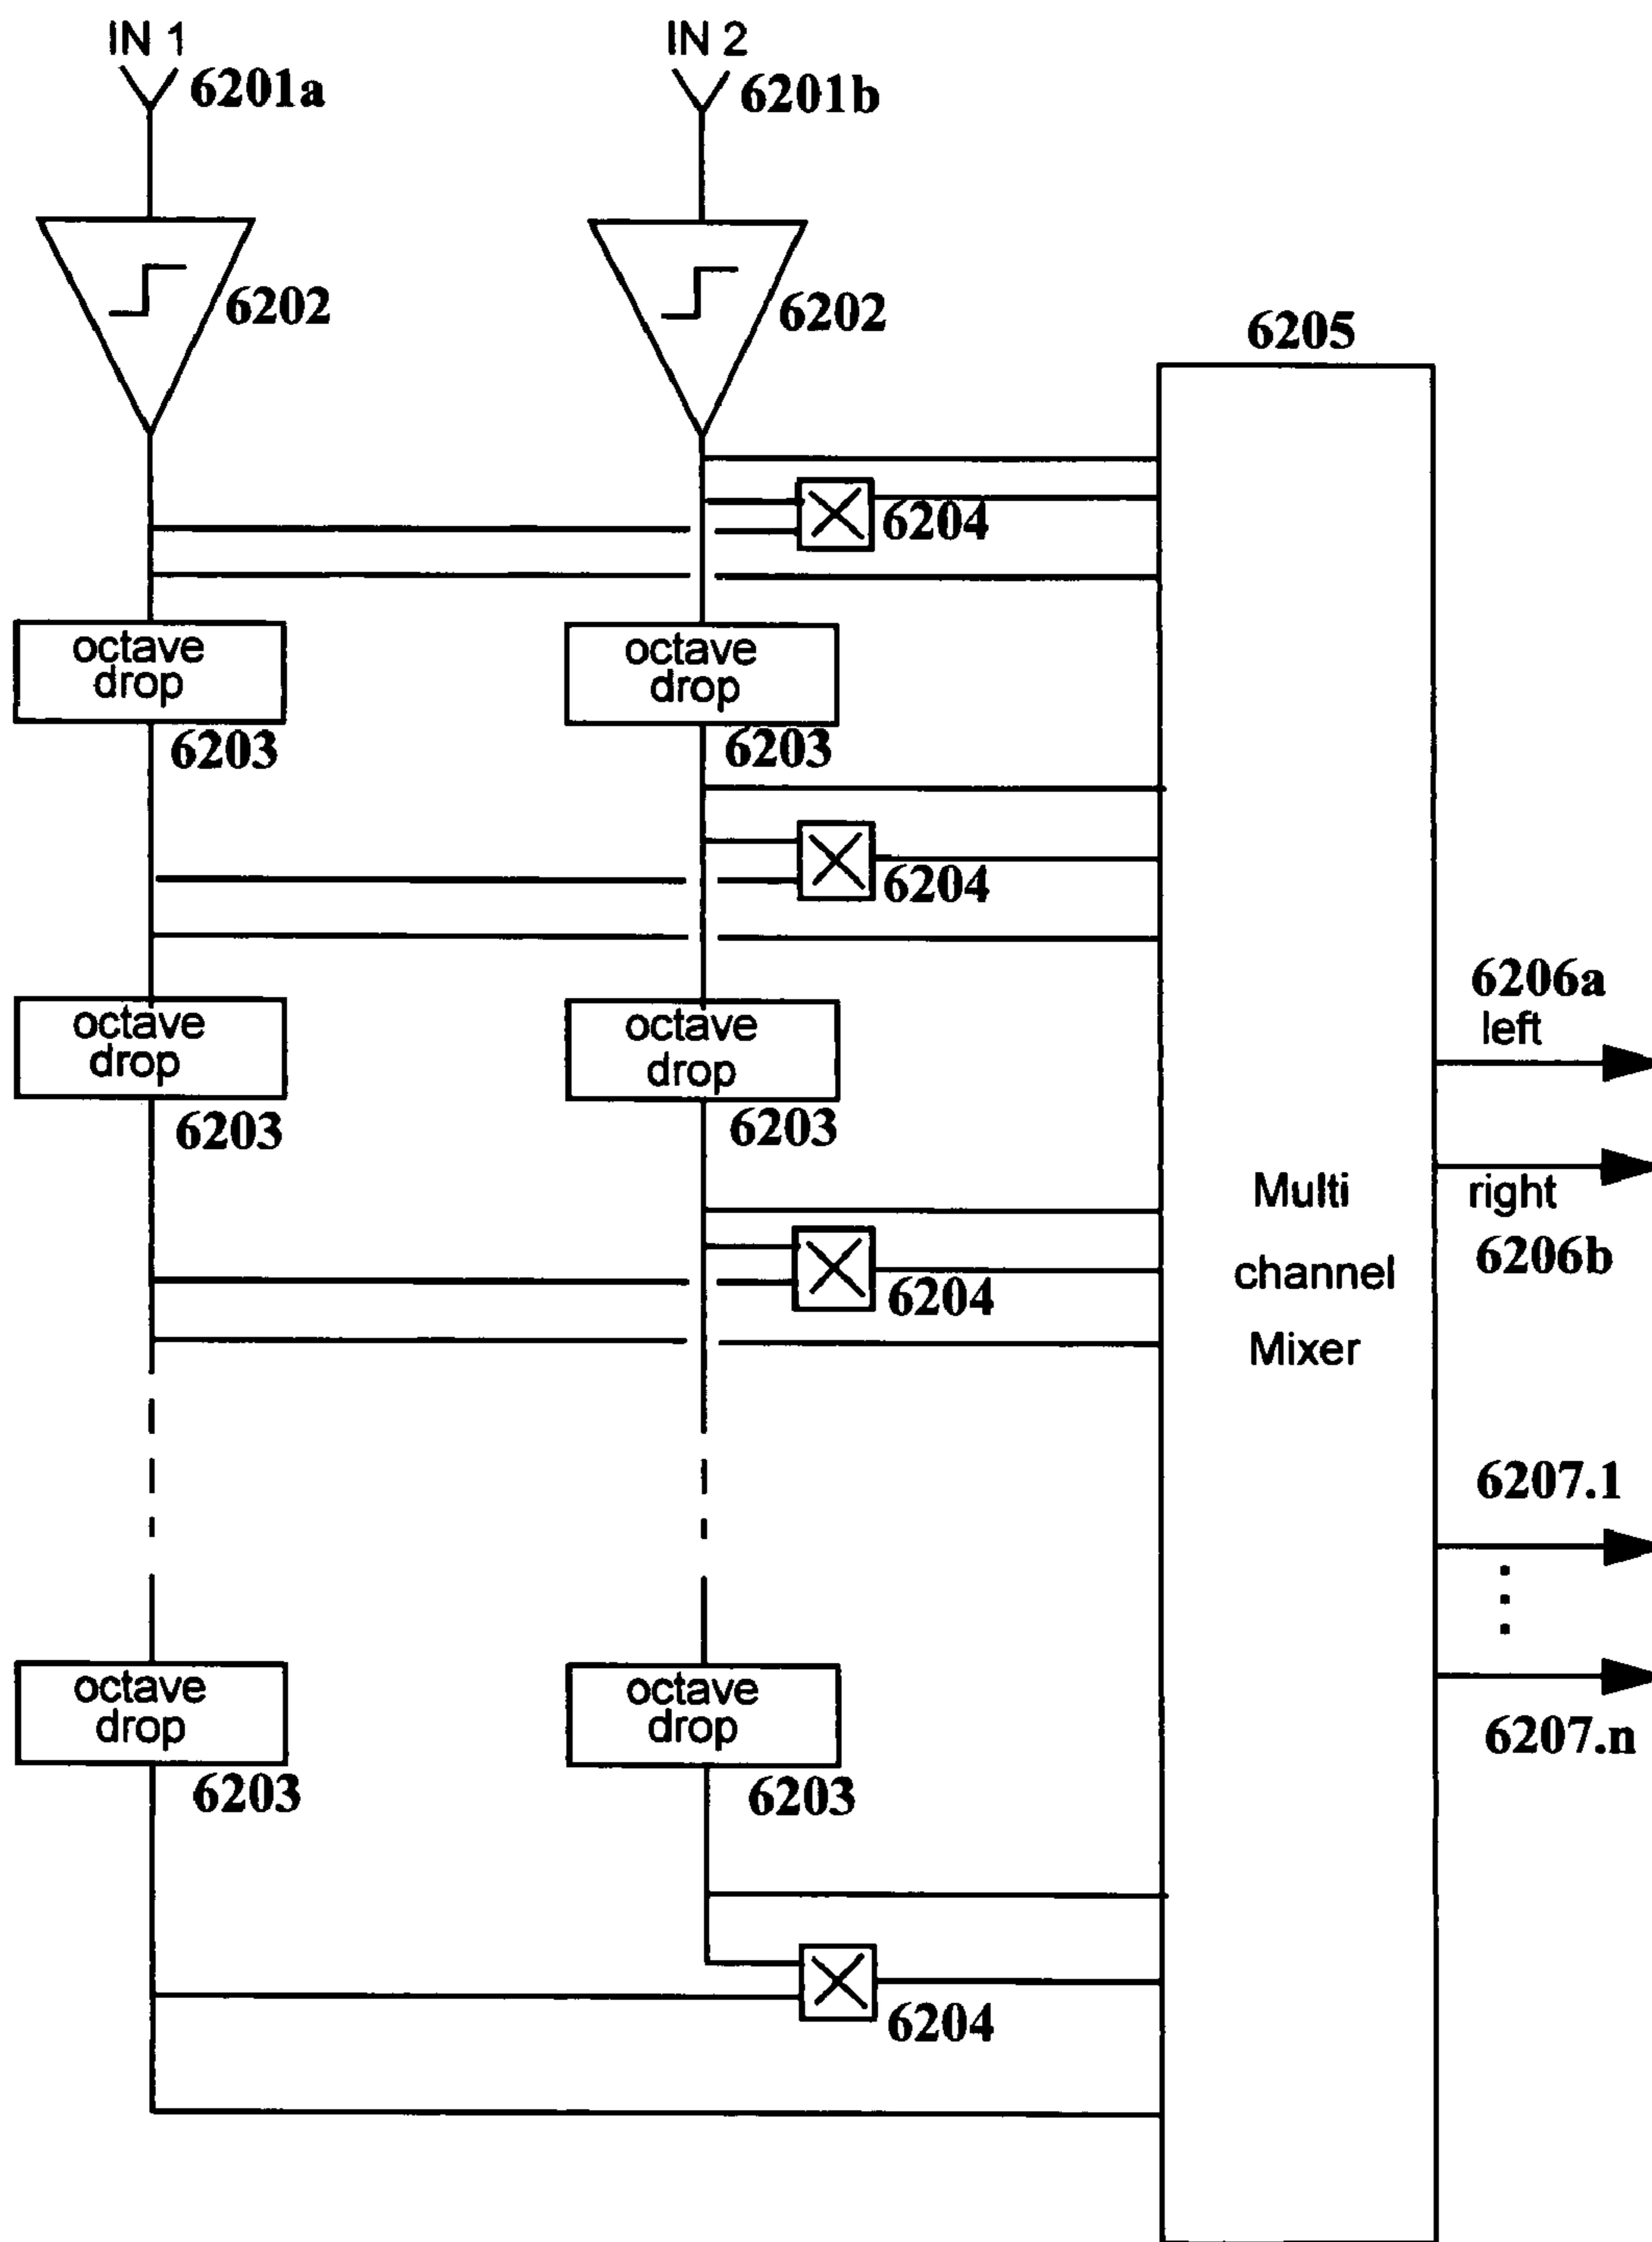 IN 1
6201a
IN 2
6201b
6202
6202
6205
6204
octave
drop
6203
octave
drop
6203
6204
octave
drop
6203
octave
drop
6203
6206a
left
right
6206b
Multi
channel
Mixer
6204
6207.1
6207.n
octave
drop
6203
octave
drop
6203
6204